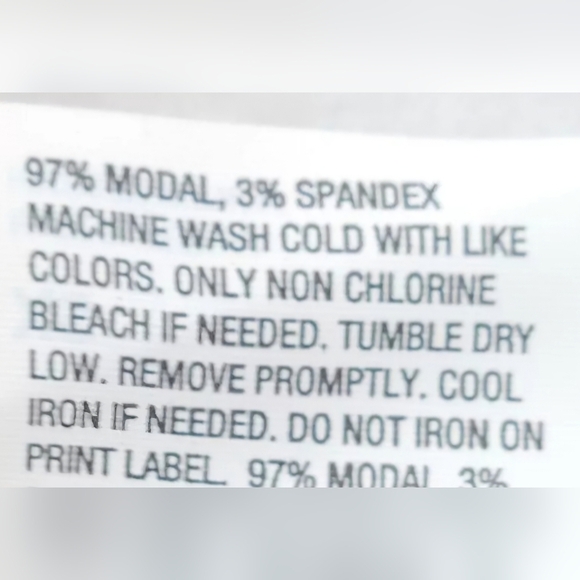 97% MODAL, 3% SPANDEX
MACHINE WASH COLD WITH LIKE
COLORS. ONLY NON CHLORINE
BLEACH IF NEEDED. TUMBLE DRY
LOW. REMOVE PROMPTLY. COOL
IRON IF NEEDED. DO NOT IRON ON
PRINT LABEL. 97% MODAL, 3%